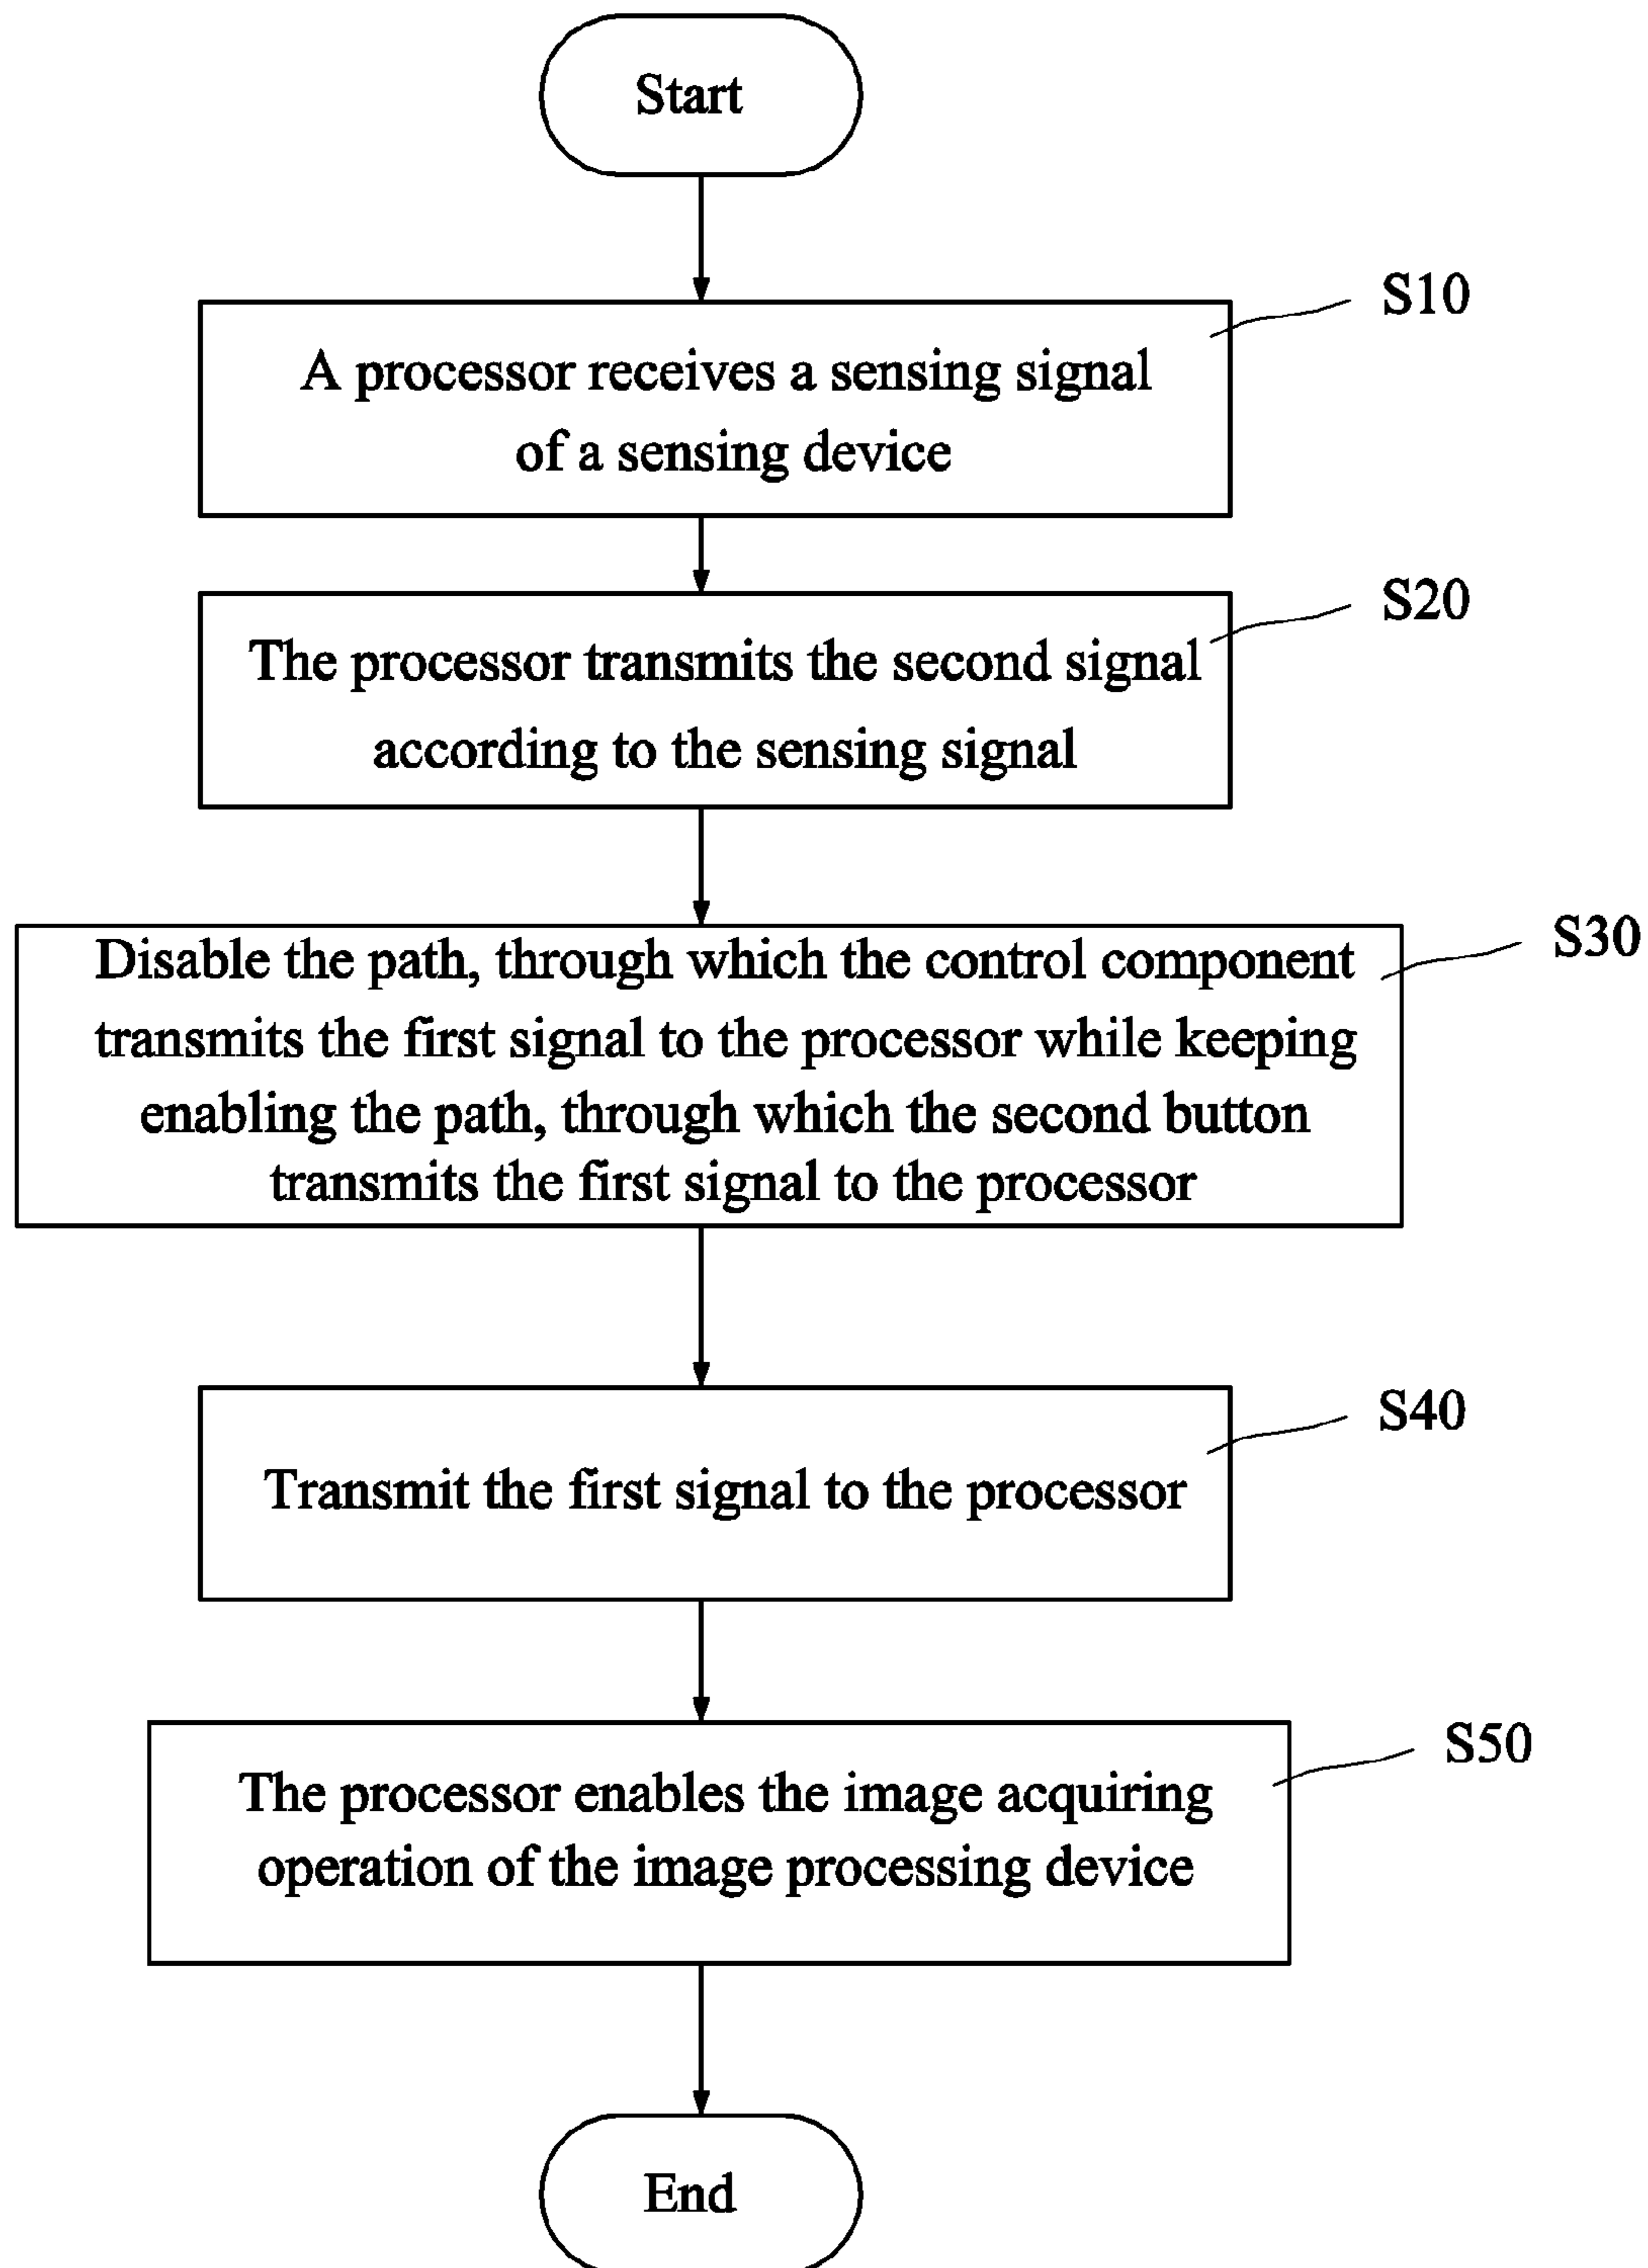 Start
S10
A processor receives a sensing signal
of a sensing device
S20
The processor transmits the second signal
according to the sensing signal
S30
Disable the path, through which the control component
transmits the first signal to the processor while keeping
enabling the path, through which the second button
transmits the first signal to the processor
S40
Transmit the first signal to the processor
S50
The processor enables the image acquiring
operation of the image processing device
End